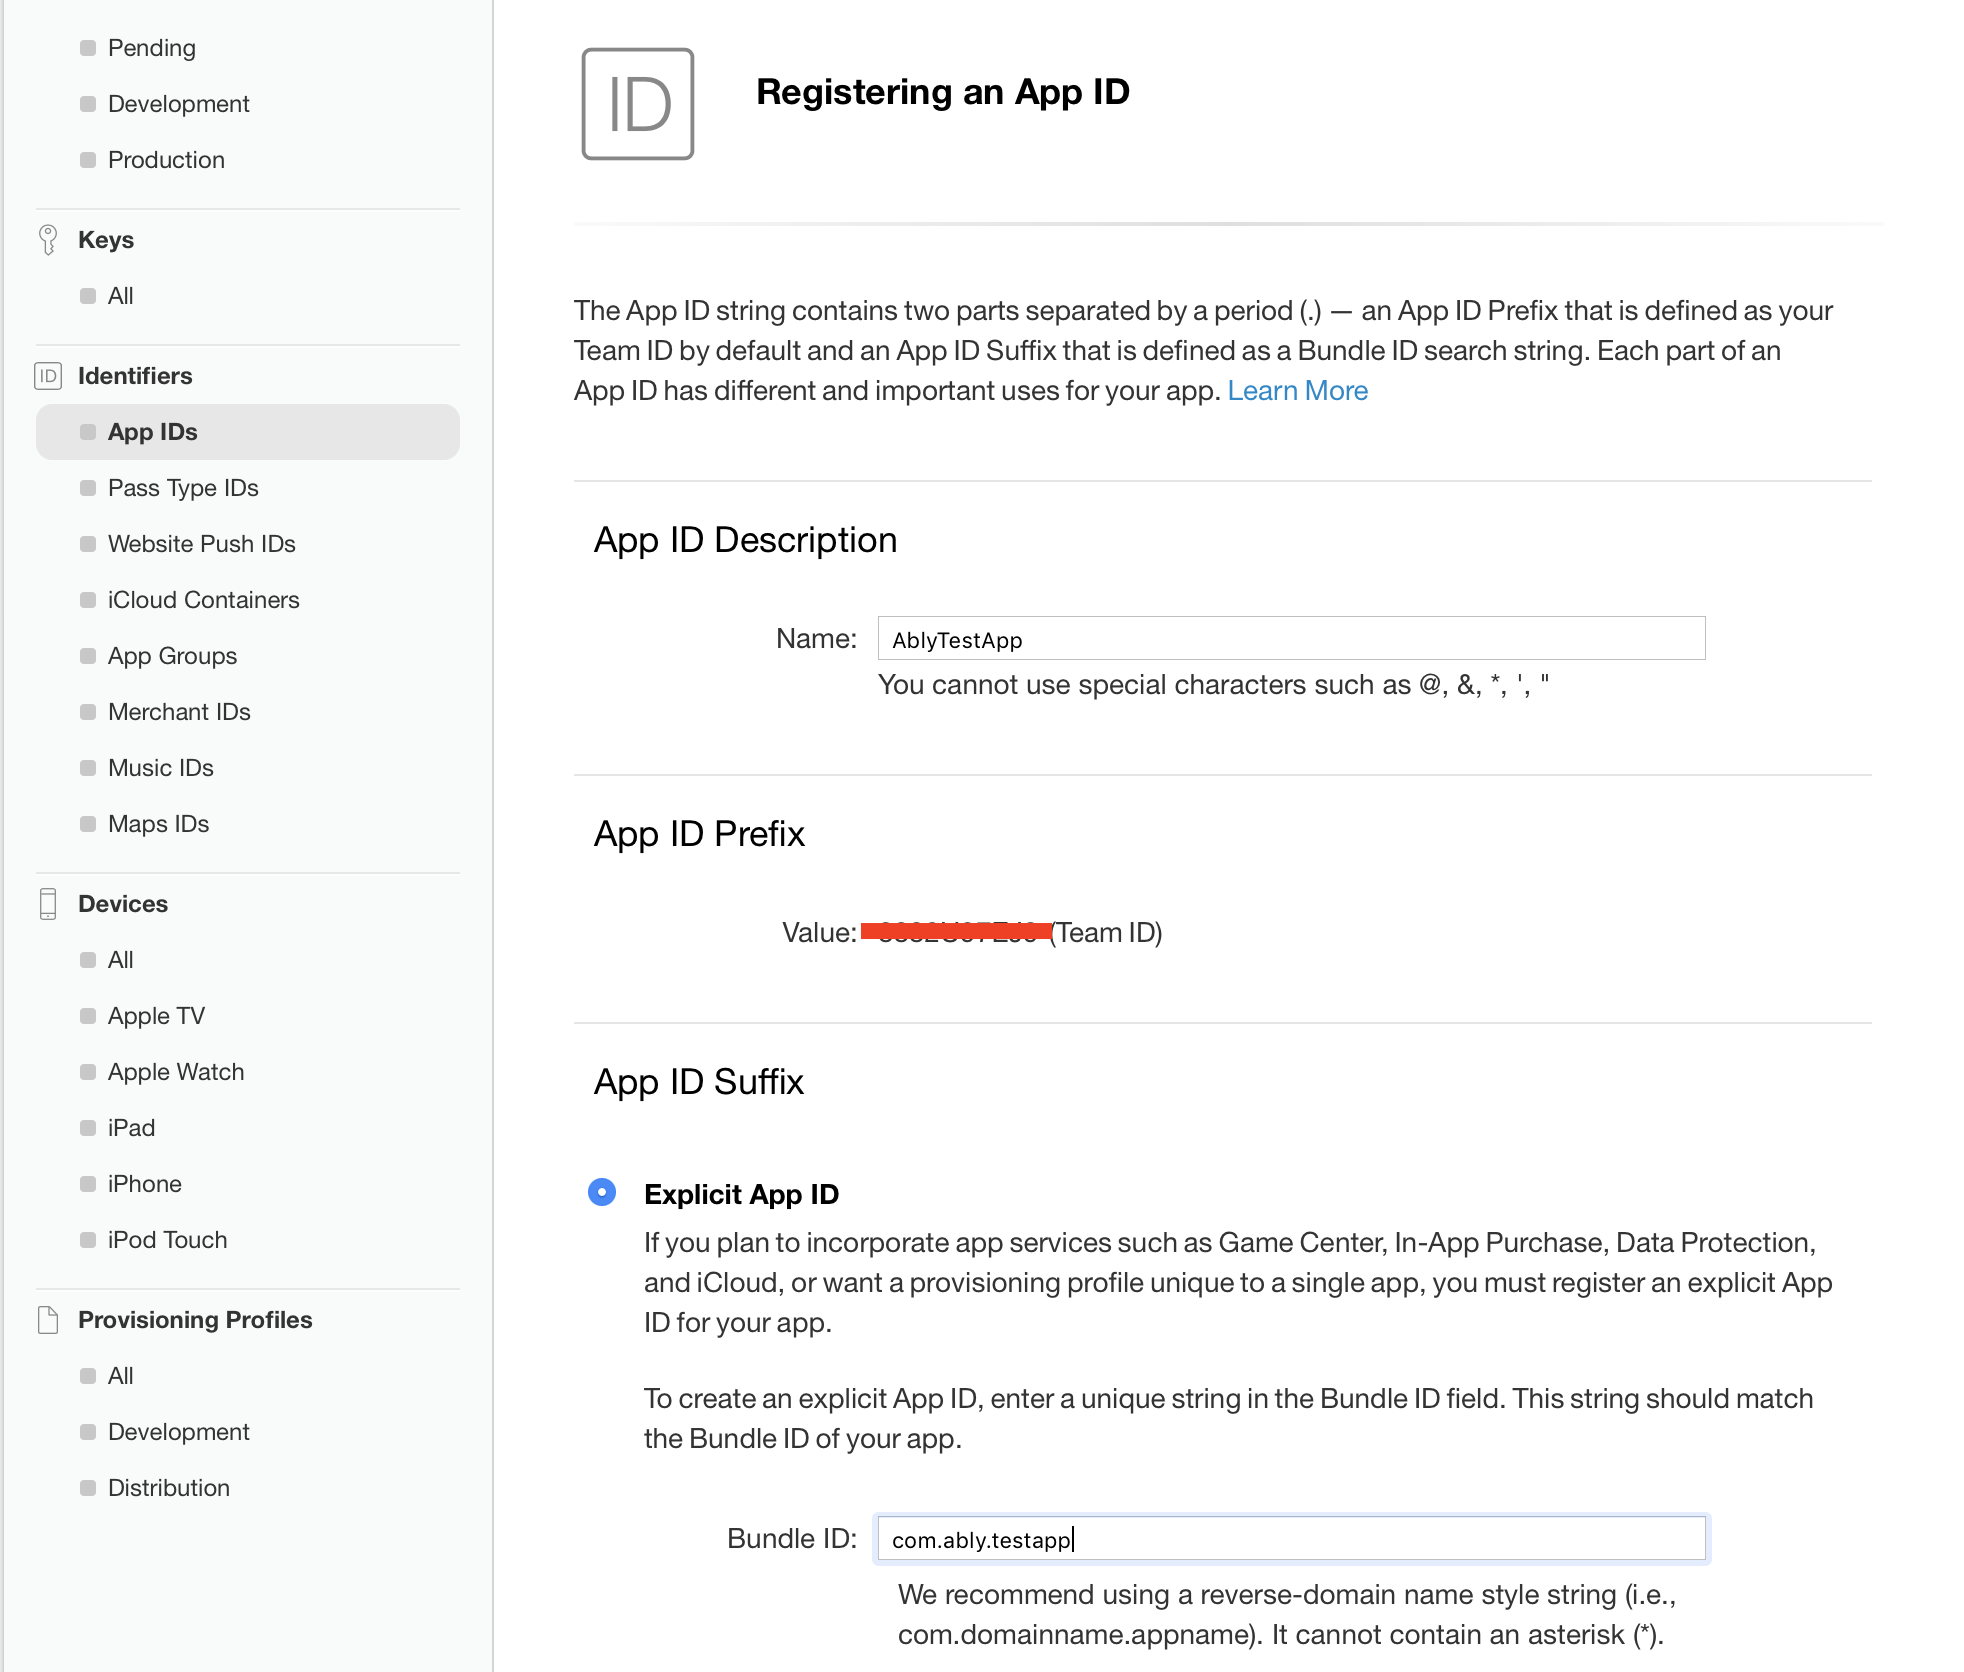 Pending
Development
Production
Keys
All
ID Identifiers
App IDs
Pass Type IDs
Website Push IDs
iCloud Containers
App Groups
Merchant IDs
Music IDs
Maps IDs
Devices
All
Apple TV
Apple Watch
iPad
iPhone
iPod Touch
Provisioning Profiles
All
Development
Distribution
ID
Registering an App ID
The App ID string contains two parts separated by a period (.) — an App ID Prefix that is defined as your
Team ID by default and an App ID Suffix that is defined as a Bundle ID search string. Each part of an
App ID has different and important uses for your app. Learn More
App ID Description
Name: AblyTestApp
You cannot use special characters such as @, &, *, ', "
App ID Prefix
Value: (Team ID)
App ID Suffix
Explicit App ID
If you plan to incorporate app services such as Game Center, In-App Purchase, Data Protection,
and iCloud, or want a provisioning profile unique to a single app, you must register an explicit App
ID for your app.
To create an explicit App ID, enter a unique string in the Bundle ID field. This string should match
the Bundle ID of your app.
Bundle ID: com.ably.testapp
We recommend using a reverse-domain name style string (i.e.,
com.domainname.appname). It cannot contain an asterisk (*).